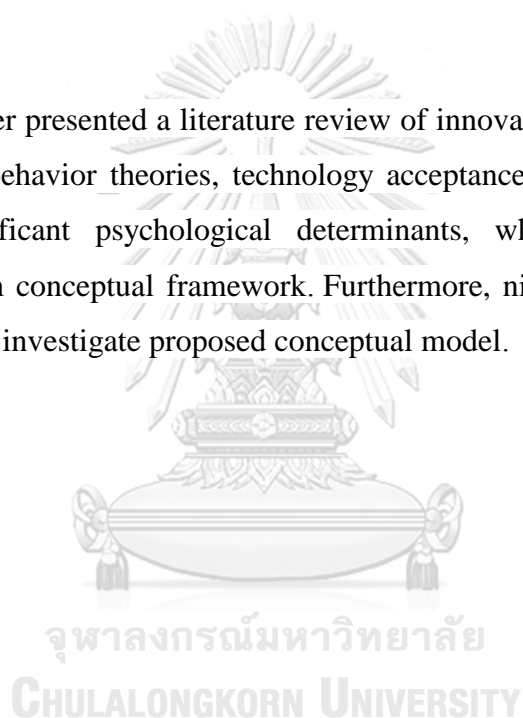 er presented a literature review of innova
ehavior theories, technology acceptance
ficant psychological determinants, wh
n conceptual framework. Furthermore, ni
investigate proposed conceptual model.
จุฬาลงกรณ์มหาวิทยาลัย
CHULALONGKORN UNIVERSITY